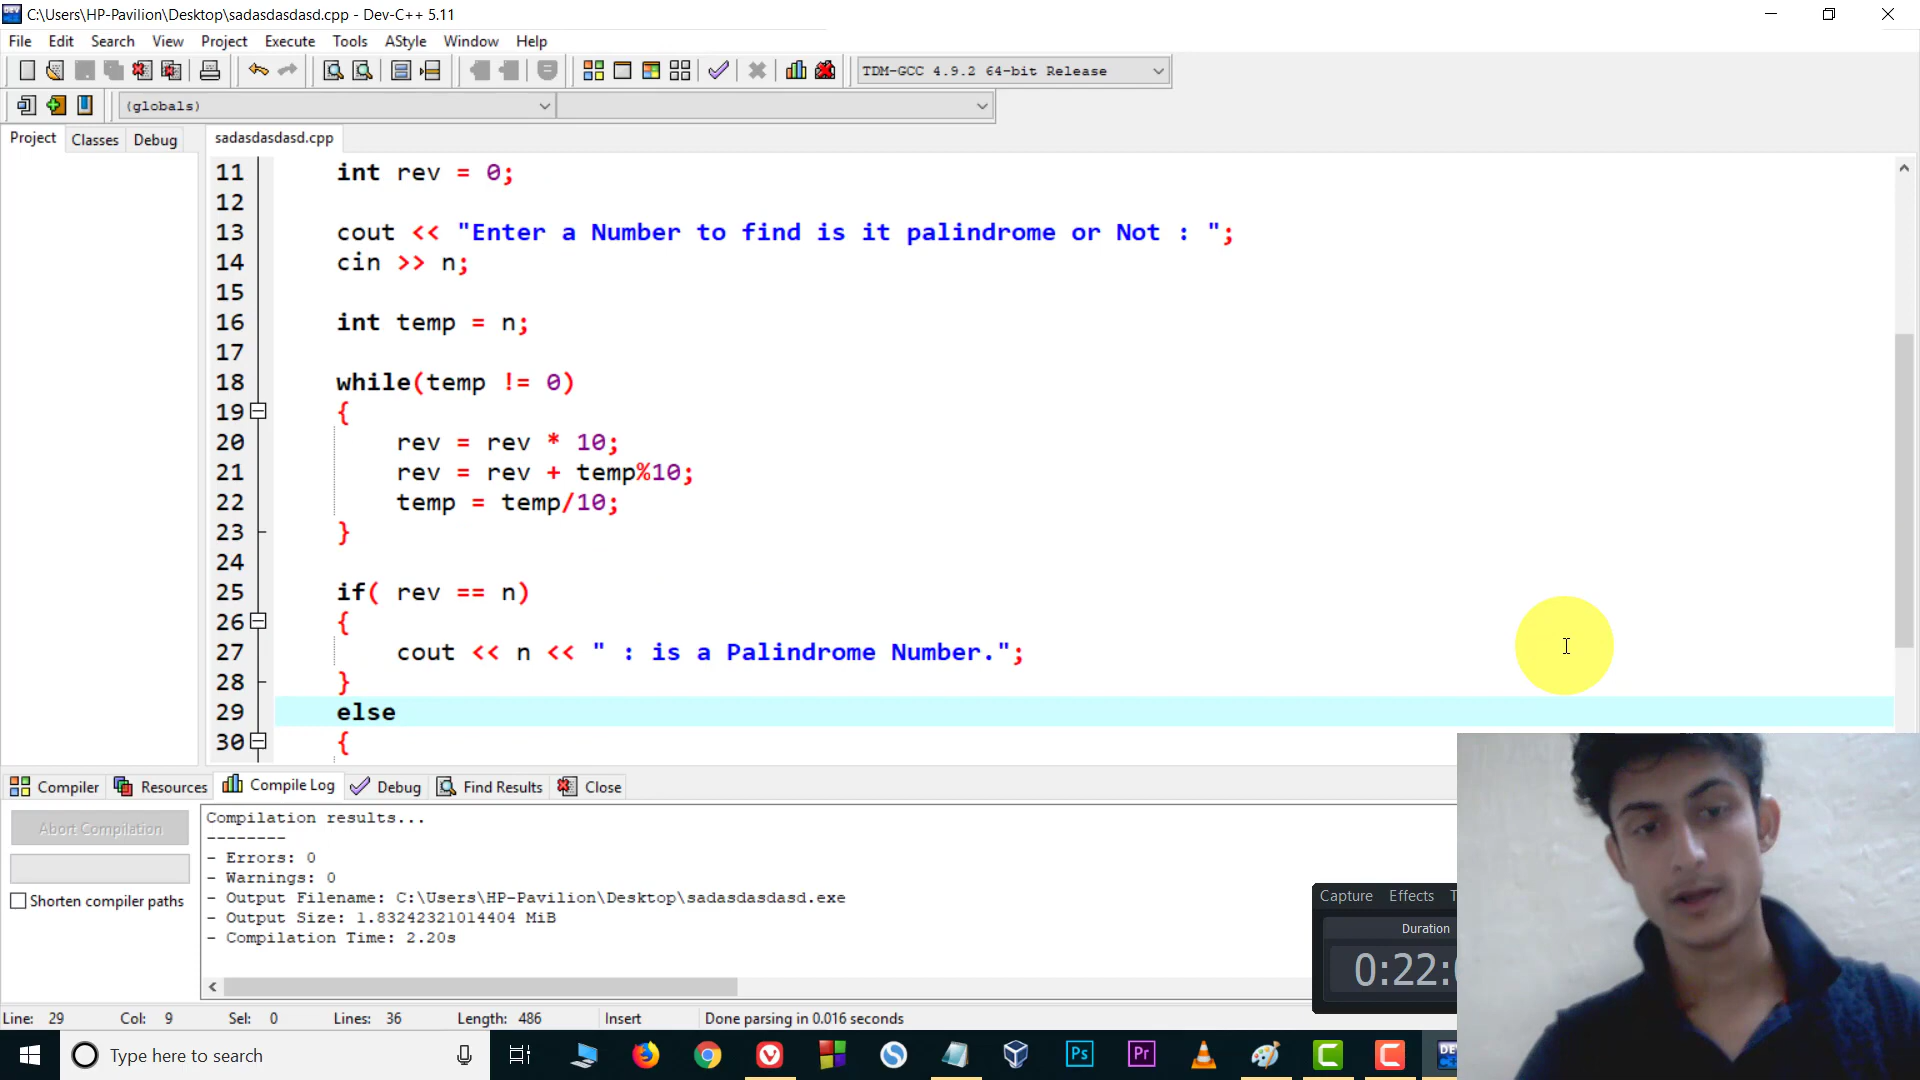 C:\Users\HP-Pavilion\Desktop\sadasdasdasd.cpp - Dev-C++ 5.11
File Edit Search View Project Execute Tools AStyle Window Help
TDM-GCC 4.9.2 64-bit Release
(globals)
Project Classes Debug
sadasdasdasd.cpp
11 int rev = 0;
12
13 cout << "Enter a Number to find is it palindrome or Not : ";
14 cin >> n;
15
16 int temp = n;
17
18 while(temp != 0)
19 {
20 rev = rev * 10;
21 rev = rev + temp%10;
22 temp = temp/10;
23 }
24
25 if( rev == n)
26 {
27 cout << n << " : is a Palindrome Number.";
28 }
29 else
30 {
Compiler Resources Compile Log Debug Find Results Close
Abort Compilation
Shorten compiler paths
Compilation results...
--------
- Errors: 0
- Warnings: 0
- Output Filename: C:\Users\HP-Pavilion\Desktop\sadasdasdasd.exe
- Output Size: 1.83242321014404 MiB
- Compilation Time: 2.20s
Capture Effects
Duration
0:22:
Line: 29 Col: 9 Sel: 0 Lines: 36 Length: 486 Insert Done parsing in 0.016 seconds
Type here to search
Ps
Pr
DEV